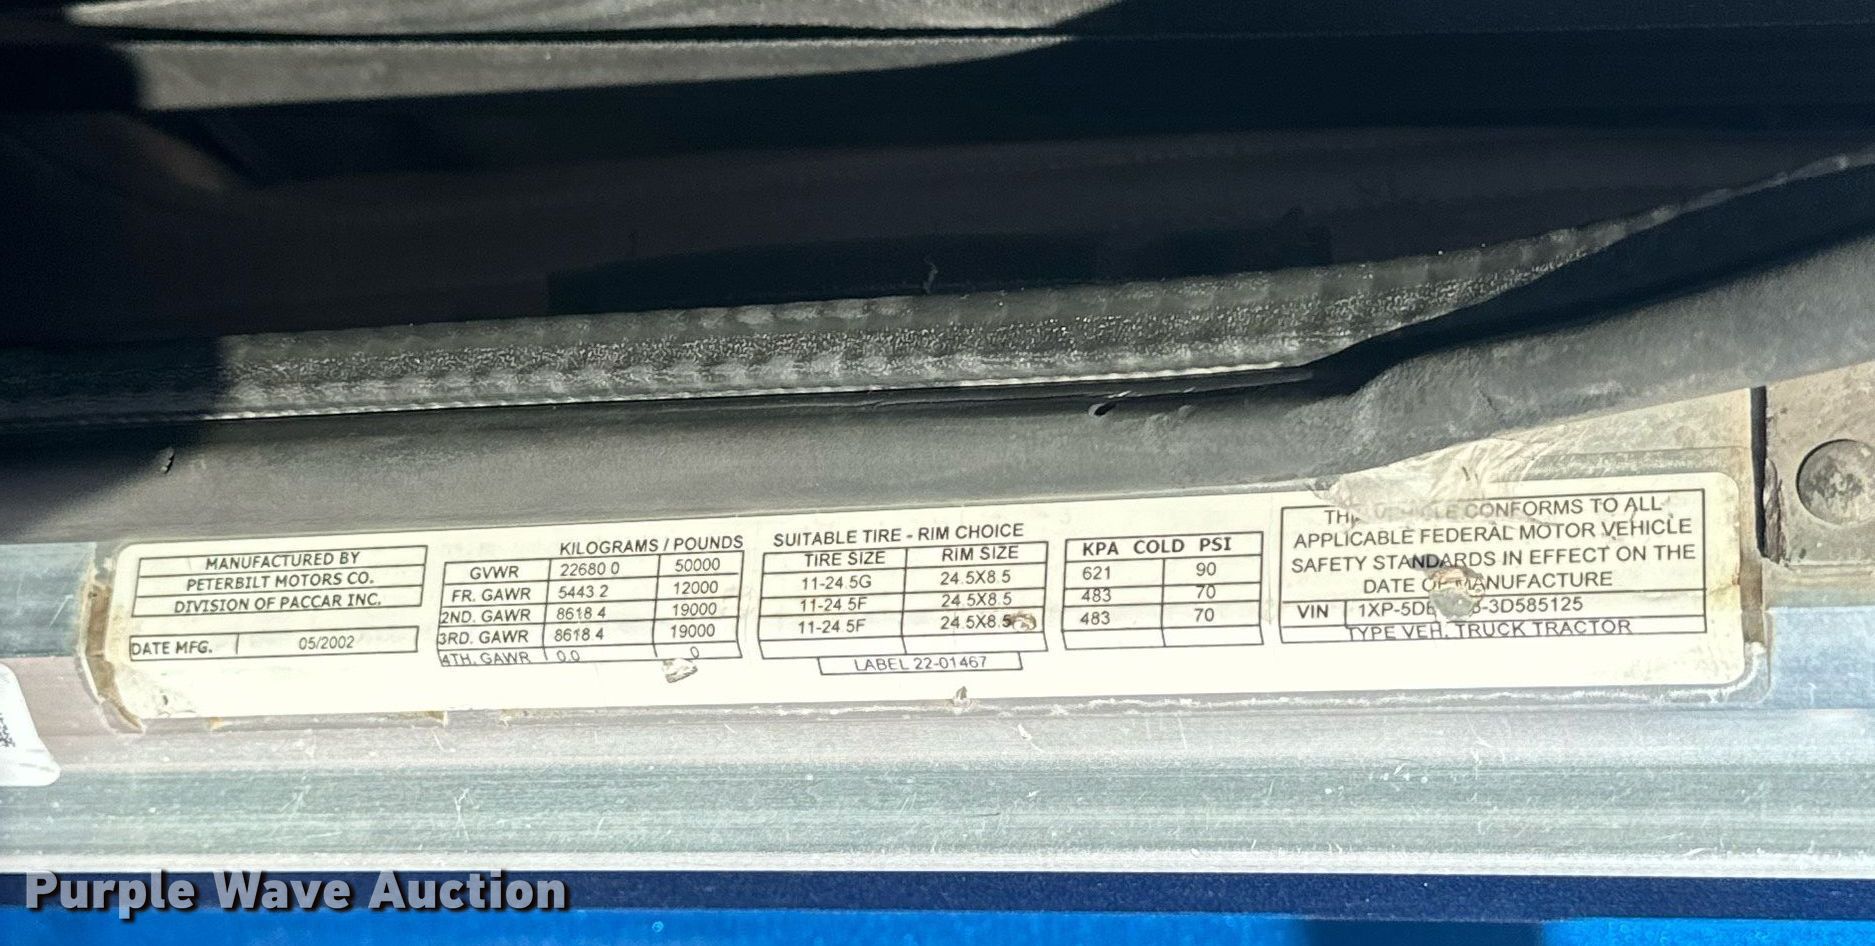 MANUFACTURED BY
PETERBILT MOTORS CO.
DIVISION OF PACCAR INC.
DATE MFG. 05/2002
KILOGRAMS / POUNDS
GVWR 22680 0 50000
FR. GAWR 5443 2 12000
2ND. GAWR 8618 4 19000
3RD. GAWR 8618 4 19000
4TH. GAWR 0.0 0
SUITABLE TIRE - RIM CHOICE
TIRE SIZE RIM SIZE
11-24.5G 24.5X8.5
11-24 5F 24.5X8.5
11-24 5F 24 5X8.5
LABEL 22-01467
KPA COLD PSI
621 90
483 70
483 70
CONFORMS TO ALL
APPLICABLE FEDERAL MOTOR VEHICLE
SAFETY STANDARDS IN EFFECT ON THE
DATE OF MANUFACTURE
VIN -3D585125
TYPE VEH. TRUCK TRACTOR
Purple Wave Auction